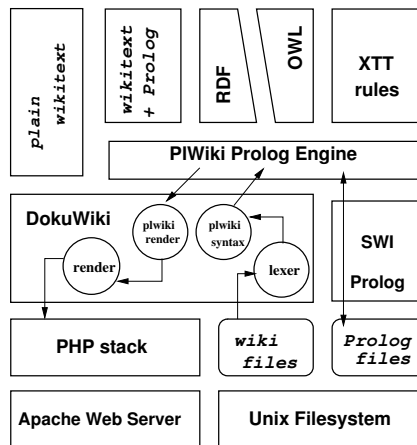 plain
wikitext
wikitext
+ Prolog
RDF
OWL
XTT
rules
PlWiki Prolog Engine
DokuWiki
plwiki
render
plwiki
syntax
render
lexer
SWI
Prolog
PHP stack
wiki
files
Prolog
files
Apache Web Server
Unix Filesystem